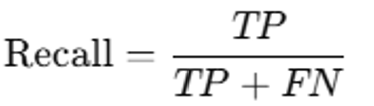 Recall = TP / (TP + FN)